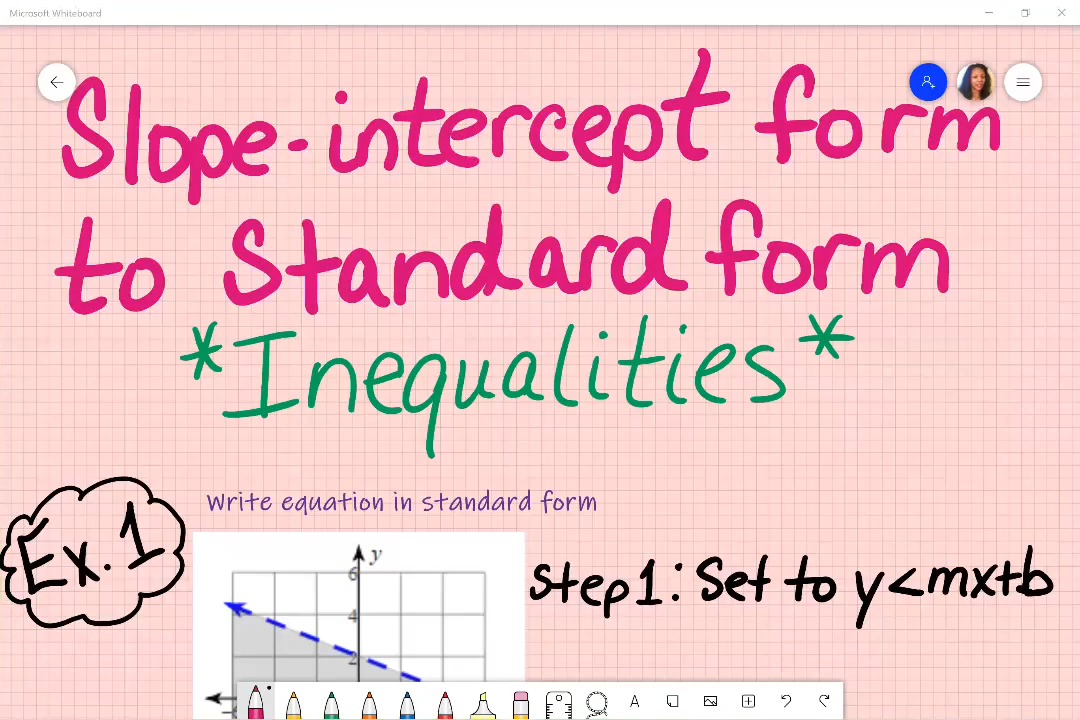 Microsoft Whiteboard
Slope-intercept form
to Standard form
*Inequalities*
Ex. 1
Write equation in standard form
y
6
4
2
Step 1: Set to y<mx+b
A